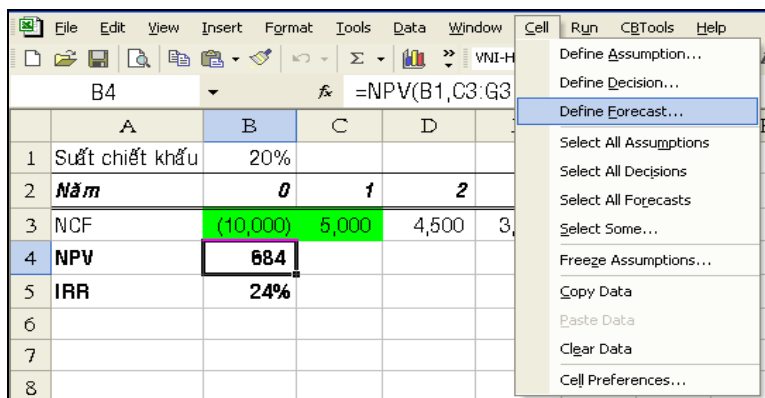 File Edit View Insert Format Tools Data Window Cell Run CBTools Help
VNI-H
B4 fx =NPV(B1,C3:G3
A B C D
1 Suất chiết khấu 20%
2 Năm 0 1 2
3 NCF (10,000) 5,000 4,500 3,
4 NPV 684
5 IRR 24%
6
7
8
Define Assumption...
Define Decision...
Define Forecast...
Select All Assumptions
Select All Decisions
Select All Forecasts
Select Some...
Freeze Assumptions...
Copy Data
Paste Data
Clear Data
Cell Preferences...